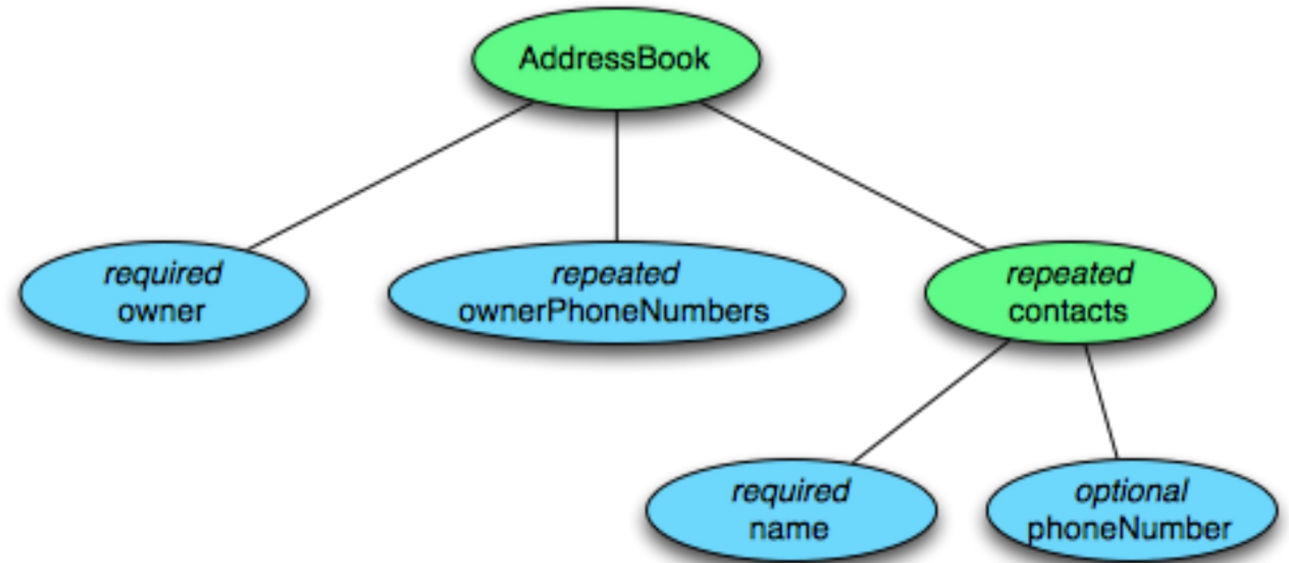 AddressBook
required
owner
repeated
ownerPhoneNumbers
repeated
contacts
required
name
optional
phoneNumber